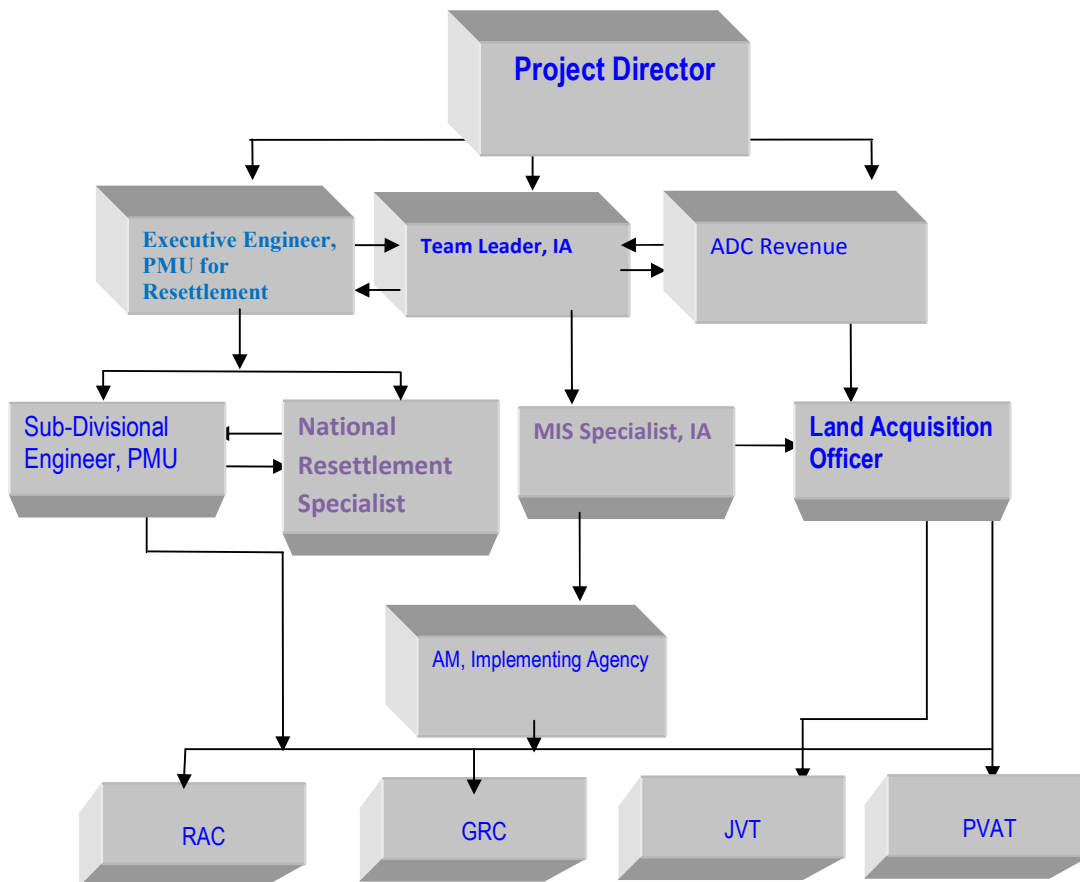 Project Director
Executive Engineer,
PMU for
Resettlement
Team Leader, IA
ADC Revenue
Sub-Divisional
Engineer, PMU
National
Resettlement
Specialist
MIS Specialist, IA
Land Acquisition
Officer
AM, Implementing Agency
RAC
GRC
JVT
PVAT